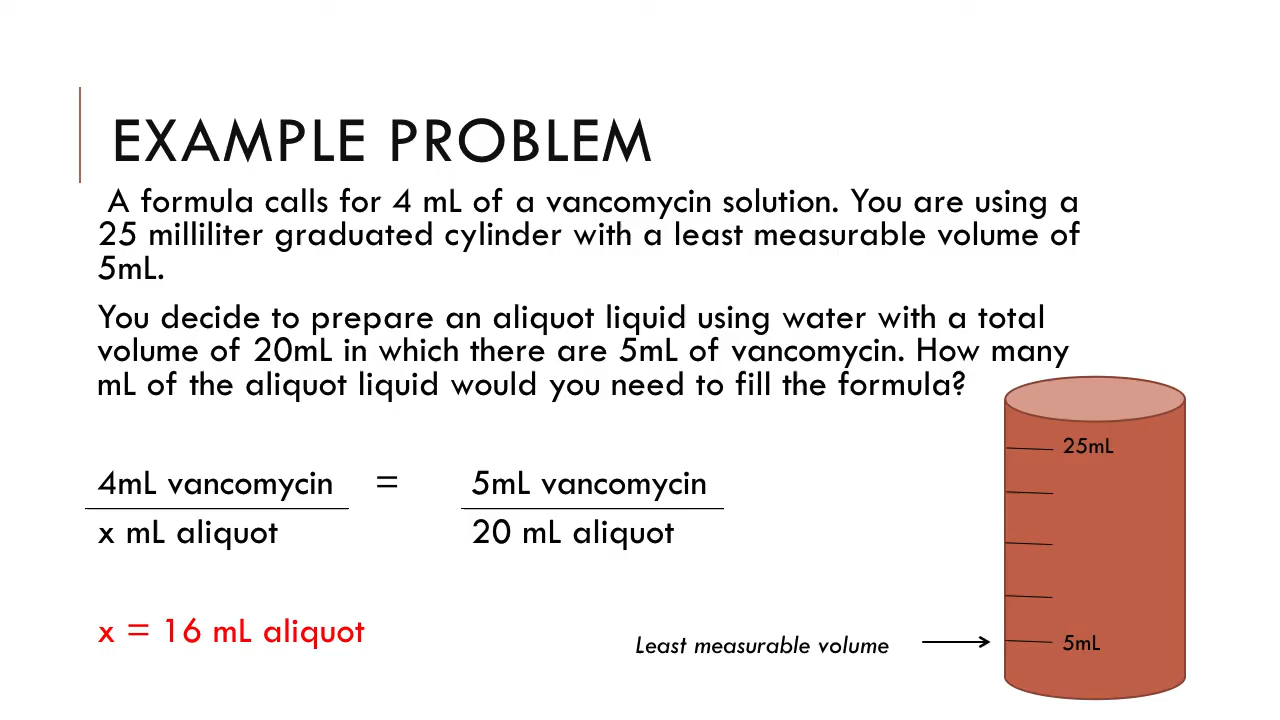 EXAMPLE PROBLEM
A formula calls for 4 mL of a vancomycin solution. You are using a
25 milliliter graduated cylinder with a least measurable volume of
5mL.
You decide to prepare an aliquot liquid using water with a total
volume of 20mL in which there are 5mL of vancomycin. How many
mL of the aliquot liquid would you need to fill the formula?
4mL vancomycin = 5mL vancomycin
x mL aliquot 20 mL aliquot
x = 16 mL aliquot
25mL
Least measurable volume
5mL